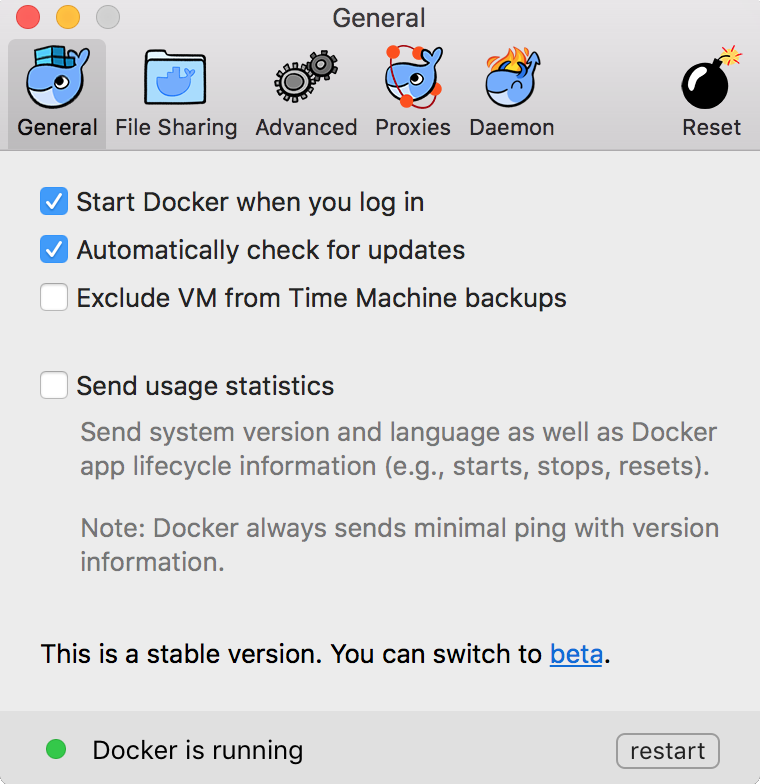 General
General File Sharing Advanced Proxies Daemon Reset
Start Docker when you log in
Automatically check for updates
Exclude VM from Time Machine backups
Send usage statistics
Send system version and language as well as Docker
app lifecycle information (e.g., starts, stops, resets).
Note: Docker always sends minimal ping with version
information.
This is a stable version. You can switch to beta.
Docker is running restart